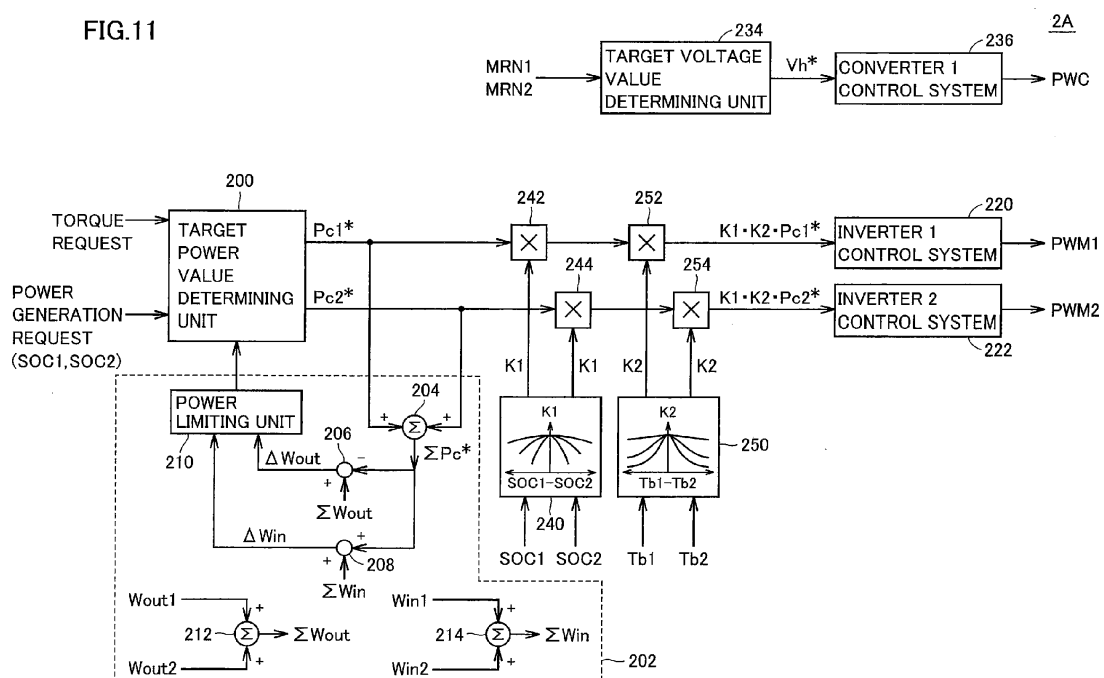 FIG.11
2A
234
MRN1
MRN2
TARGET VOLTAGE
VALUE
DETERMINING UNIT
Vh*
236
CONVERTER 1
CONTROL SYSTEM
PWC
200
TORQUE
REQUEST
POWER
GENERATION
REQUEST
(SOC1,SOC2)
TARGET
POWER
VALUE
DETERMINING
UNIT
Pc1*
Pc2*
242
×
252
×
244
×
254
×
K1·K2·Pc1*
K1·K2·Pc2*
220
INVERTER 1
CONTROL SYSTEM
PWM1
INVERTER 2
CONTROL SYSTEM
222
PWM2
K1
K1
K2
K2
POWER
LIMITING UNIT
210
204
+
Σ
+
ΣPc*
ΔWout
206
−
+
ΣWout
ΔWin
+
+
208
ΣWin
K1
SOC1−SOC2
240
SOC1
SOC2
K2
Tb1−Tb2
250
Tb1
Tb2
Wout1
+
212
Σ
ΣWout
Wout2
+
Win1
+
214
Σ
ΣWin
Win2
+
202